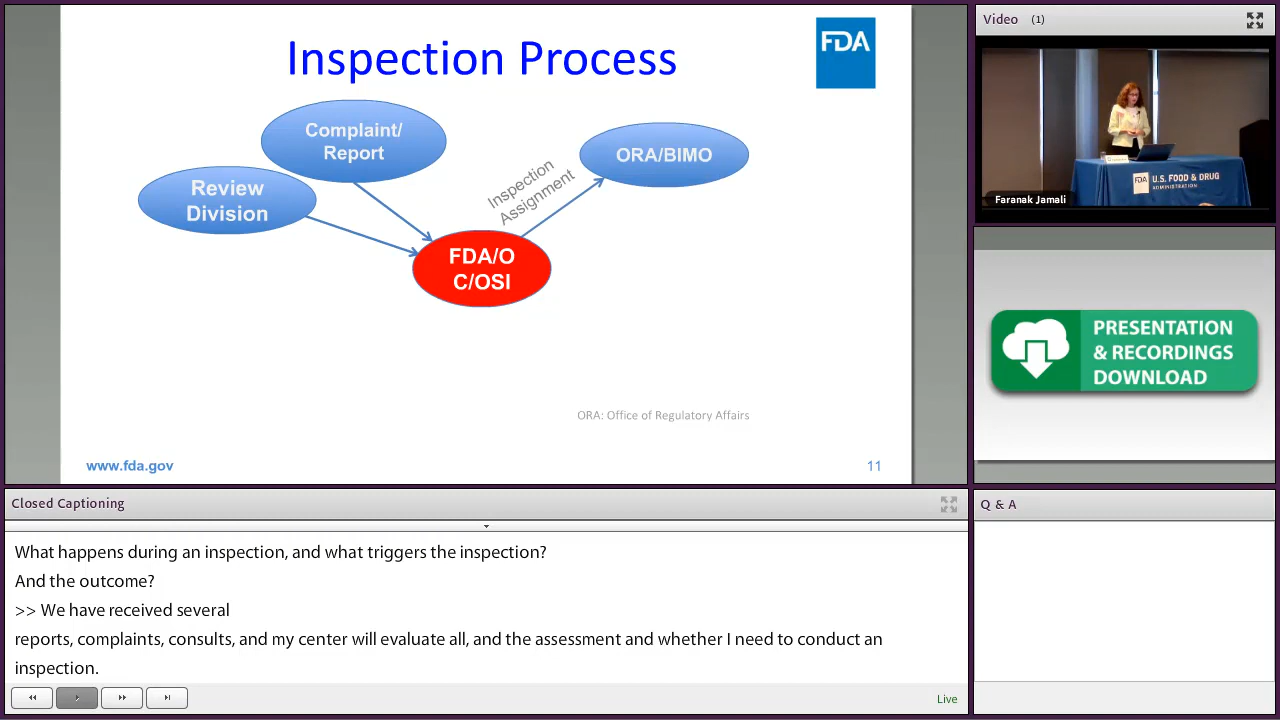 Inspection Process
FDA
Complaint/
Report
Review
Division
Inspection
Assignment
ORA/BIMO
FDA/O
C/OSI
ORA: Office of Regulatory Affairs
www.fda.gov
11
Video (1)
FDA
U.S. FOOD & DRUG
ADMINISTRATION
Faranak Jamali
PRESENTATION
& RECORDINGS
DOWNLOAD
Closed Captioning
What happens during an inspection, and what triggers the inspection?
And the outcome?
>> We have received several
reports, complaints, consults, and my center will evaluate all, and the assessment and whether I need to conduct an
inspection.
Live
Q & A